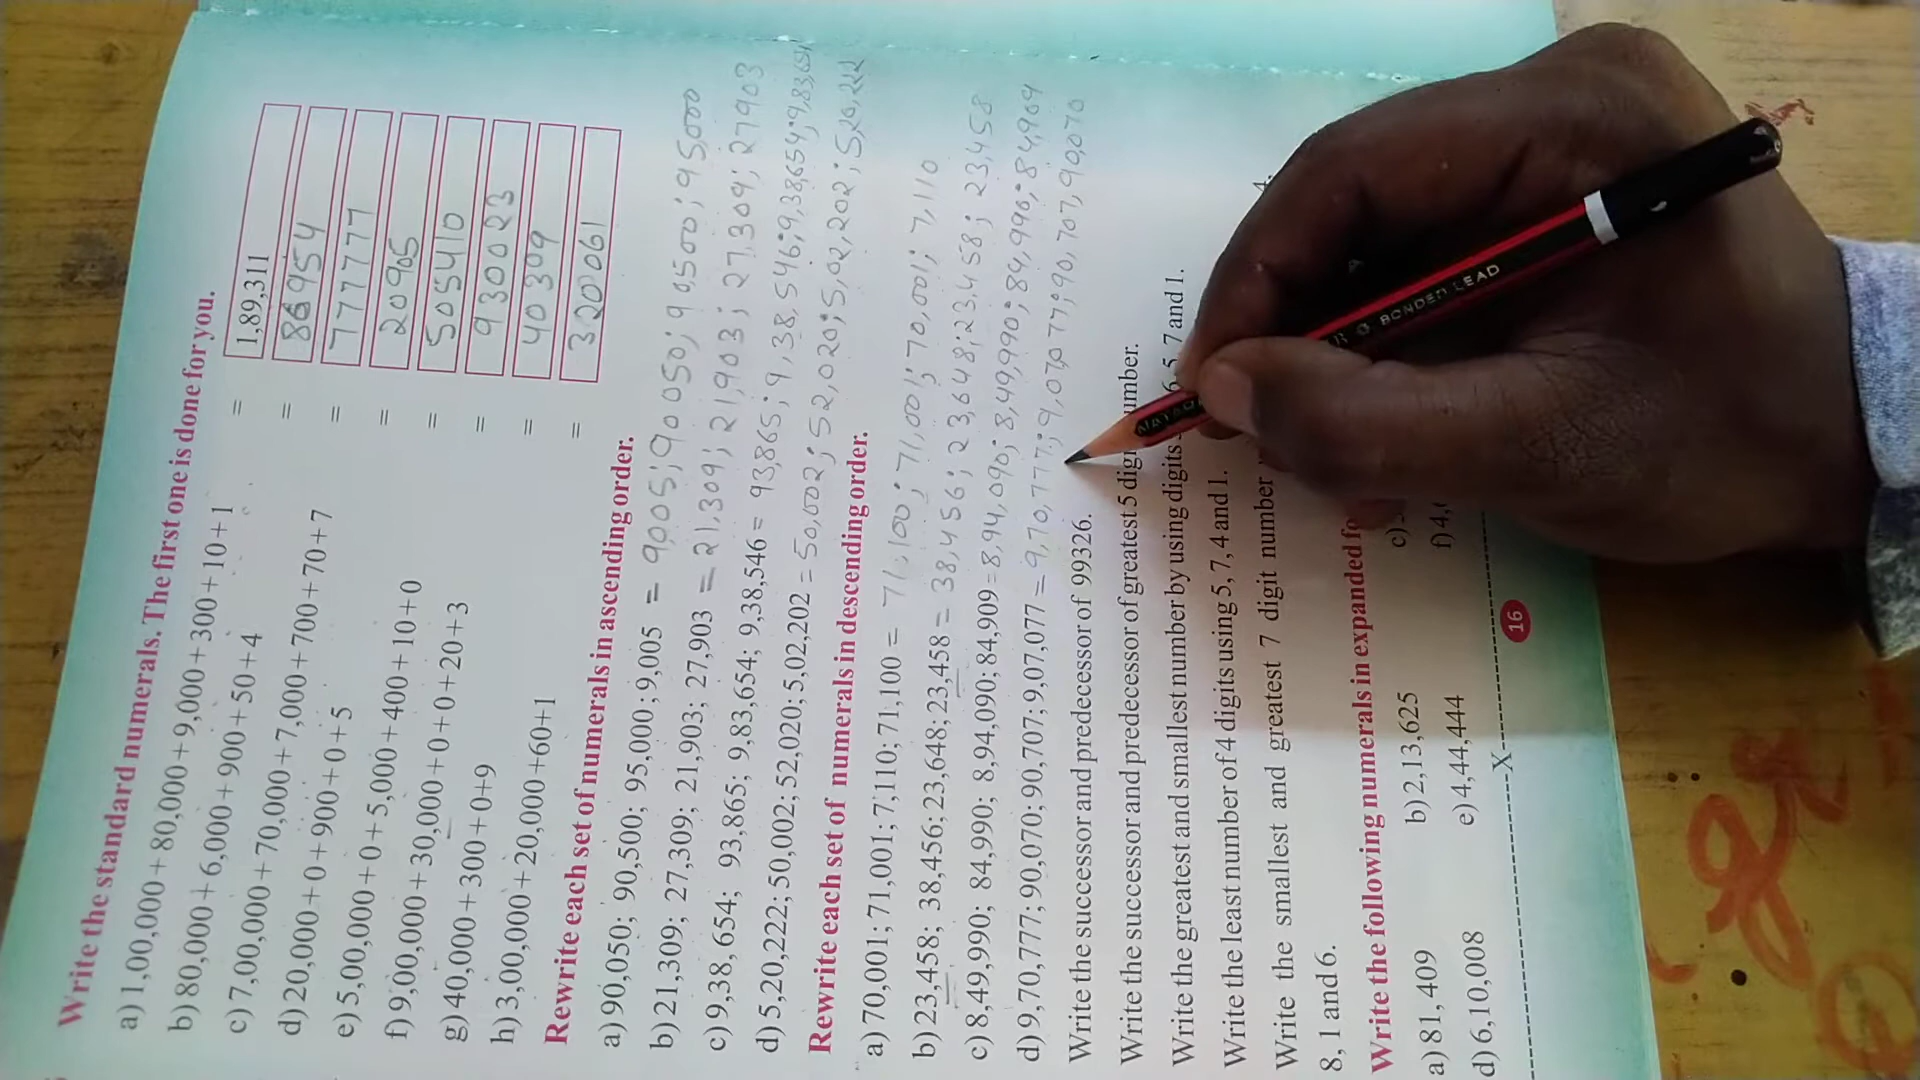 Write the standard numerals. The first one is done for you.
a) 1,00,000 + 80,000 + 9,000 + 300 + 10 + 1 = 1,89,311
b) 80,000 + 6,000 + 900 + 50 + 4 = 86954
c) 7,00,000 + 70,000 + 7,000 + 700 + 70 + 7 = 777777
d) 20,000 + 0 + 900 + 0 + 5 = 20905
e) 5,00,000 + 0 + 5,000 + 400 + 10 + 0 = 505410
f) 9,00,000 + 30,000 + 0 + 0 + 20 + 3 = 930023
g) 40,000 + 300 + 0 + 9 = 40309
h) 3,00,000 + 20,000 + 60 + 1 = 320061
Rewrite each set of numerals in ascending order.
a) 90,050; 90,500; 95,000; 9,005 = 9,005; 90050; 90,500; 95,000
b) 21,309; 27,309; 21,903; 27,903 = 21,309; 21,903; 27,309; 27903
c) 9,38,654; 93,865; 9,83,654; 9,38,546 = 93,865; 9,38,546; 9,38,654; 9,83,654
d) 5,20,222; 50,002; 52,020; 5,02,202 = 50,002; 52,020; 5,02,202; 5,20,222
Rewrite each set of numerals in descending order.
a) 70,001; 71,001; 7,110; 71,100 = 71,100; 71,001; 70,001; 7,110
b) 23,458; 38,456; 23,648; 23,458 = 38,456; 23,648; 23,458; 23,458
c) 8,49,990; 84,990; 8,94,090; 84,909 = 8,94,090; 8,49,990; 84,990; 84,909
d) 9,70,777; 90,070; 90,707; 9,07,077 = 9,70,777; 9,07,077; 90,707; 90,070
Write the successor and predecessor of 99326.
Write the successor and predecessor of greatest 5 digit number.
Write the greatest and smallest number by using digits 6, 5, 7 and 1.
Write the least number of 4 digits using 5, 7, 4 and 1.
Write the smallest and greatest 7 digit number 4,
8, 1 and 6.
Write the following numerals in expanded
a) 81,409 b) 2,13,625 c)
d) 6,10,008 e) 4,44,444 f) 4,
X
16
BONDED LEAD